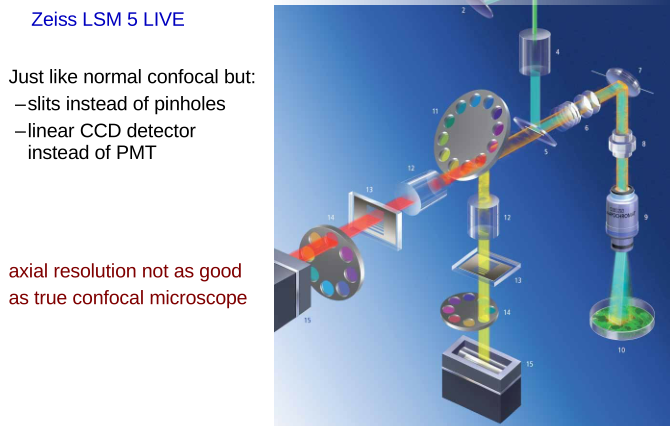 Zeiss LSM 5 LIVE
Just like normal confocal but:
–slits instead of pinholes
–linear CCD detector
instead of PMT
axial resolution not as good
as true confocal microscope
2
4
7
11
5
6
8
12
13
12
9
14
13
14
15
15
10